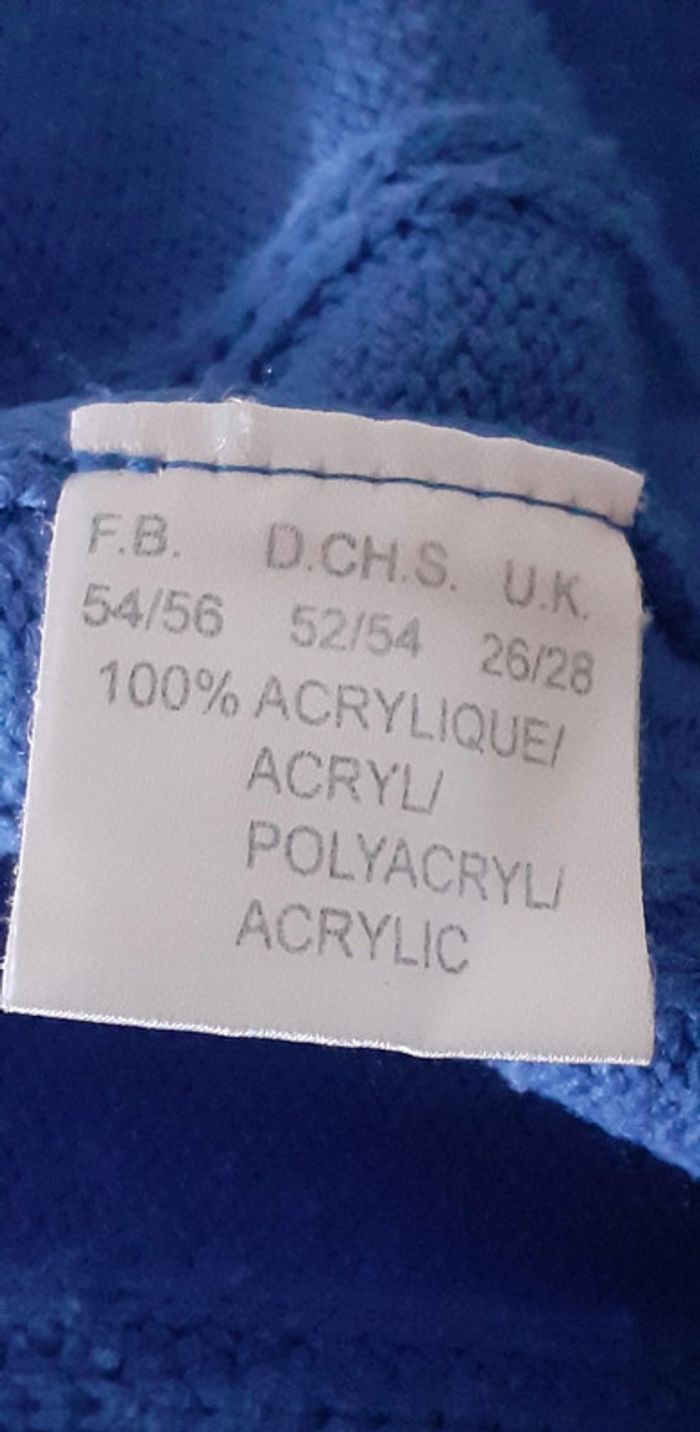 F.B. D.CH.S. U.K.
54/56 52/54 26/28
100% ACRYLIQUE/
ACRYL/
POLYACRYL/
ACRYLIC